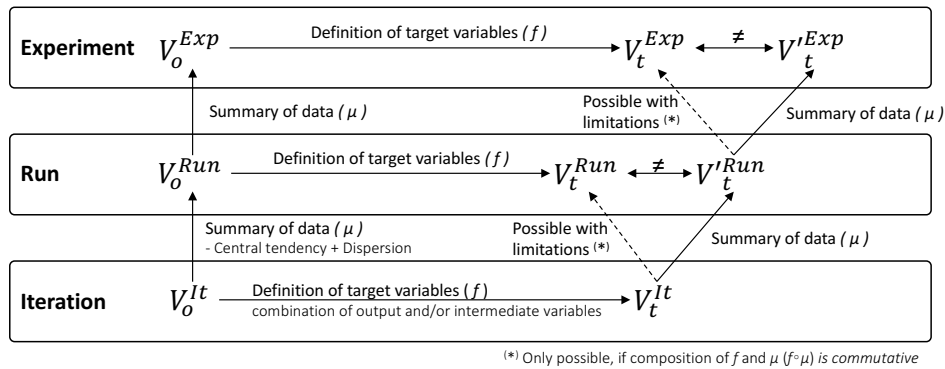 Experiment V_o^{Exp} Definition of target variables (f) V_t^{Exp} ≠ V'_t^{Exp}
Summary of data (μ)
Possible with
limitations (*)
Summary of data (μ)
Run V_o^{Run} Definition of target variables (f) V_t^{Run} ≠ V'_t^{Run}
Summary of data (μ)
- Central tendency + Dispersion
Possible with
limitations (*)
Summary of data (μ)
Iteration V_o^{It} Definition of target variables (f) V_t^{It}
combination of output and/or intermediate variables
(*) Only possible, if composition of f and μ (f∘μ) is commutative